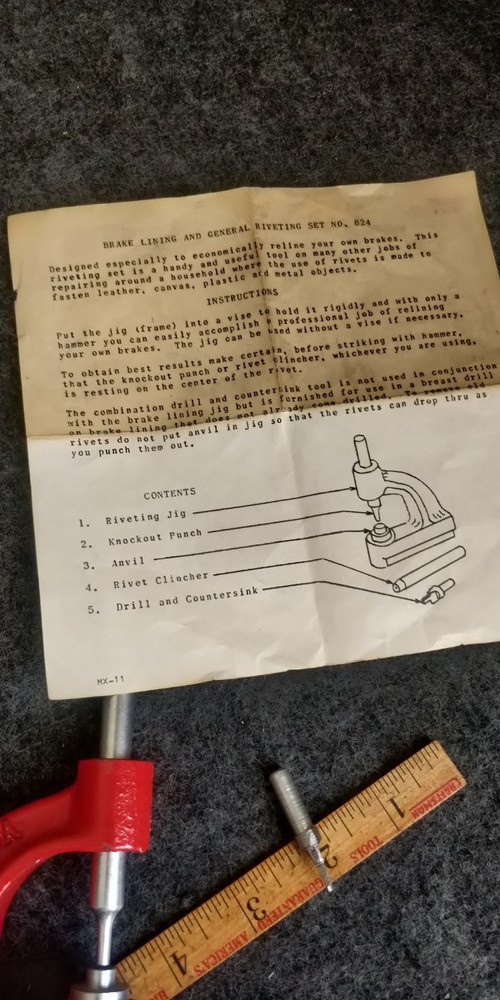 BRAKE LINING AND GENERAL RIVETING SET NO. 824
Designed especially to economically reline your own brakes. This
riveting set is a handy and useful tool on many other jobs of
repairing around a household where the use of rivets is made to
fasten leather, canvas, plastic and metal objects.
INSTRUCTIONS
Put the jig (frame) into a vise to hold it rigidly and with only a
hammer you can easily accomplish a professional job of relining
your own brakes. The jig can be used without a vise if necessary.
To obtain best results make certain, before striking with hammer,
that the knockout punch or rivet clincher, whichever you are using,
is resting on the center of the rivet.
The combination drill and countersink tool is not used in conjunction
with the brake lining jig but is furnished for use in a breast drill
on brake lining that does not already come drilled. To remove old
rivets do not put anvil in jig so that the rivets can drop thru as
you punch them out.
CONTENTS
1. Riveting Jig
2. Knockout Punch
3. Anvil
4. Rivet Clincher
5. Drill and Countersink
MX-11
1
2
3
4
CRAFTSMAN
TOOLS
GUARANTEED
AMERICA'S